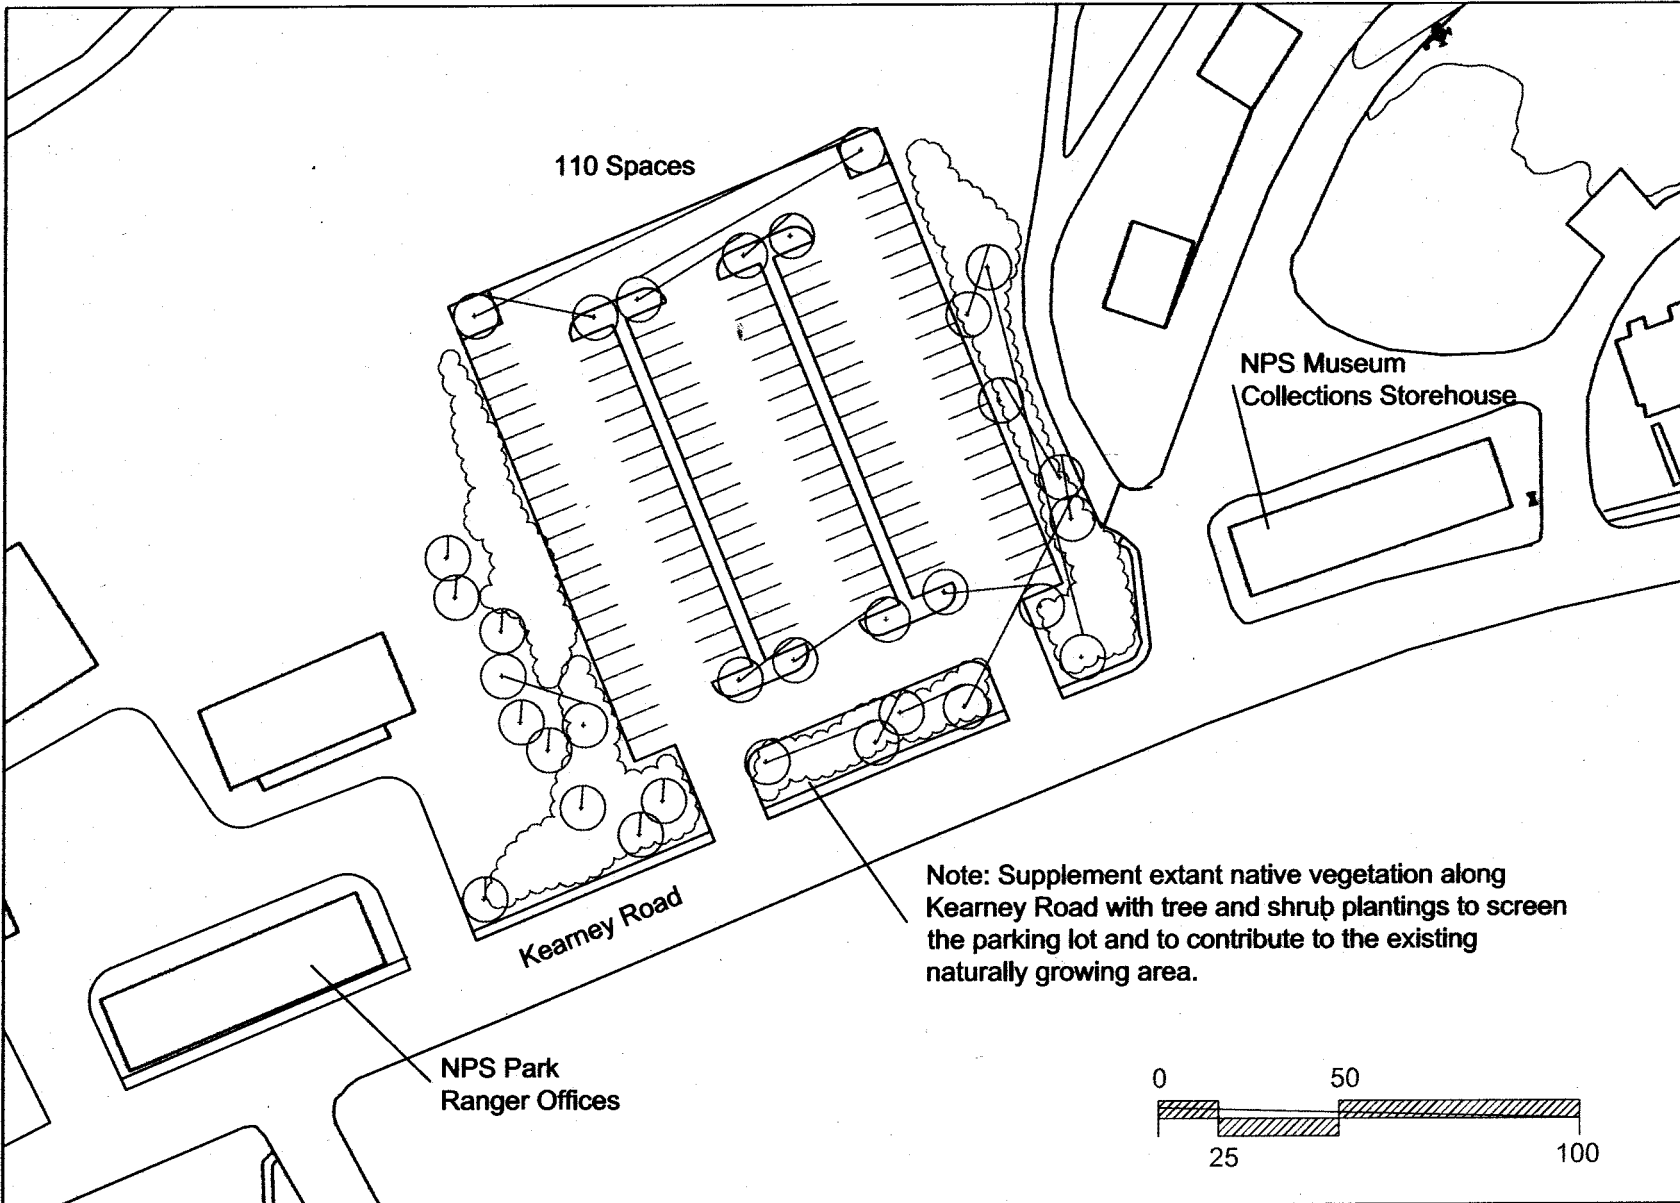 110 Spaces
NPS Museum
Collections Storehouse
Note: Supplement extant native vegetation along
Kearney Road with tree and shrub plantings to screen
the parking lot and to contribute to the existing
naturally growing area.
Kearney Road
NPS Park
Ranger Offices
0 50
25 100